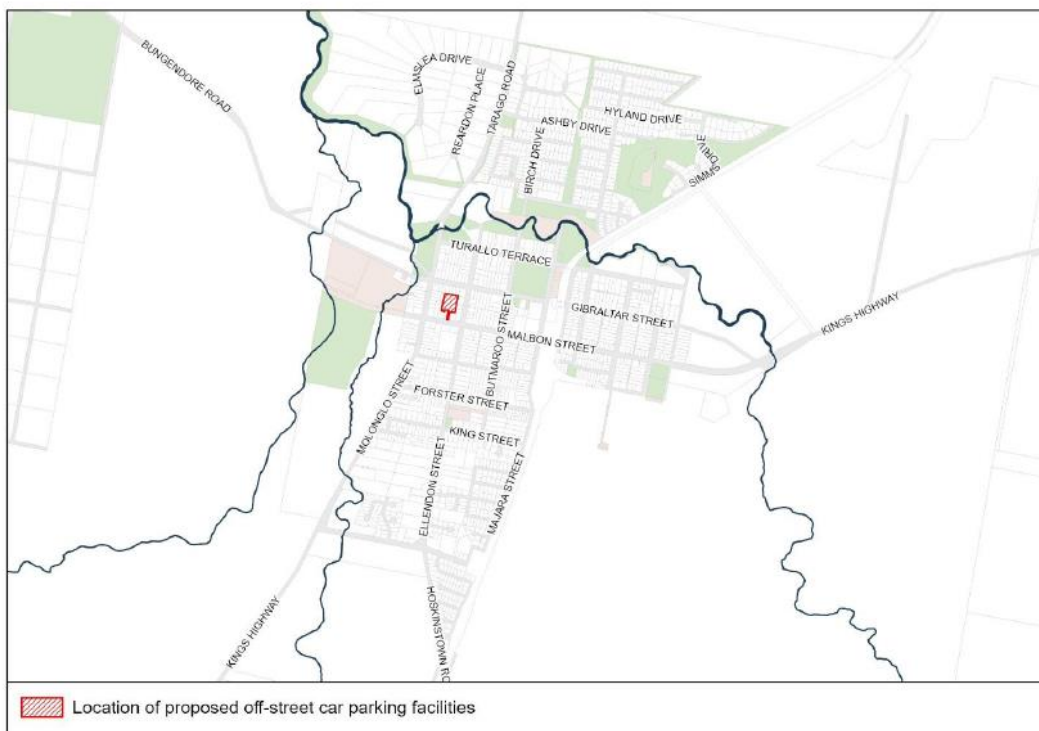 BUNGENDORE ROAD
ELMSLEA DRIVE
REARDON PLACE
TARAGO ROAD
HYLAND DRIVE
ASHBY DRIVE
BIRCH DRIVE
SIMMS DRIVE
TURALLO TERRACE
GIBRALTAR STREET
KINGS HIGHWAY
BUTMAROO STREET
MALBON STREET
MOLONGLO STREET
FORSTER STREET
KING STREET
ELLENDON STREET
MAJARA STREET
HOSKINSTOWN RO
KINGS HIGHWAY
Location of proposed off-street car parking facilities